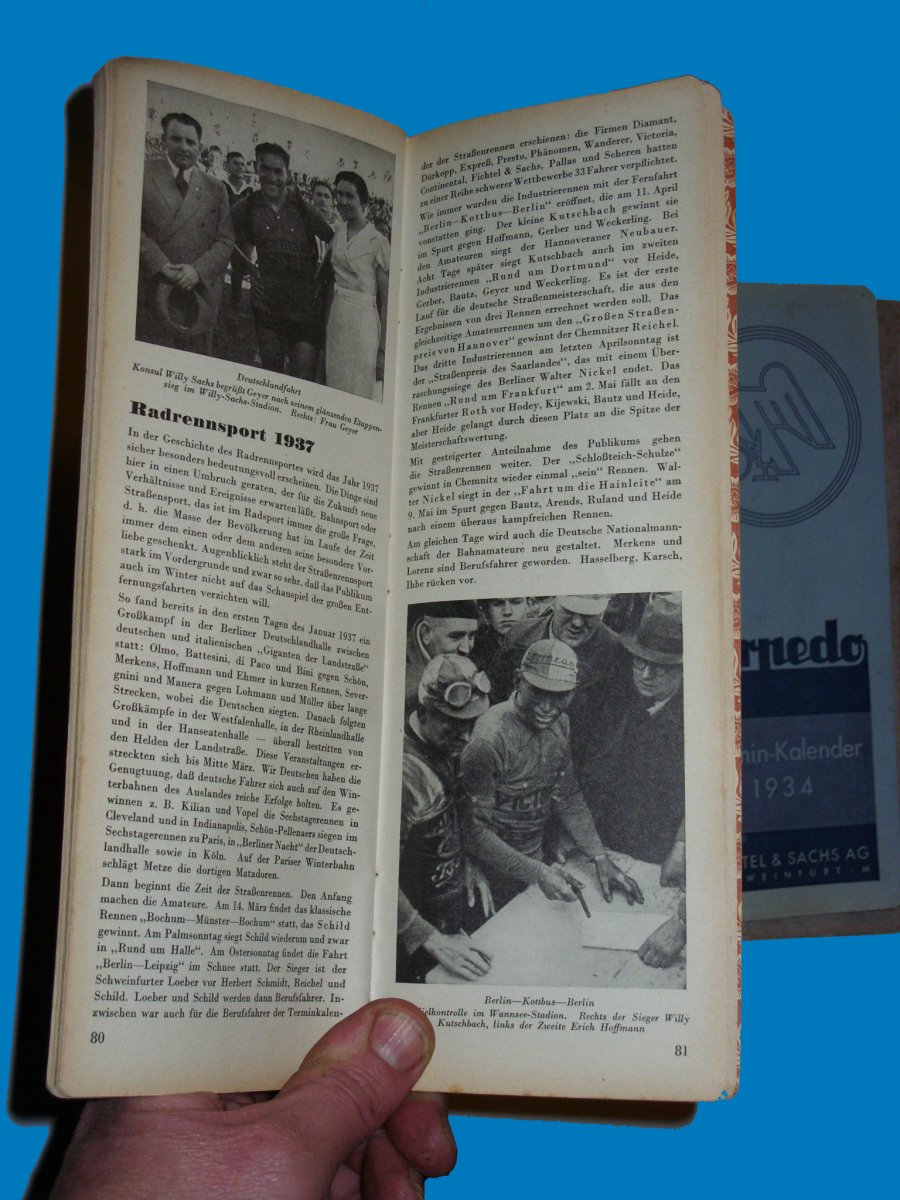 Deutschlandfahrt
Konsul Willy Sachs begrüßt Geyer nach seinem glänzenden Etappen-
sieg im Willy-Sachs-Stadion. Rechts: Frau Geyer
Radrennsport 1937
In der Geschichte des Radrennsportes wird das Jahr 1937
sicher besonders bedeutungsvoll erscheinen. Die Dinge sind
hier in einen Umbruch geraten, der für die Zukunft neue
Verhältnisse und Ereignisse erwarten läßt. Bahnsport oder
Straßensport, das ist im Radsport immer die große Frage,
d. h. die Masse der Bevölkerung hat im Laufe der Zeit
immer dem einen oder dem anderen seine besondere Vor-
liebe geschenkt. Augenblicklich steht der Straßenrennsport
stark im Vordergrunde und zwar so sehr, daß das Publikum
auch im Winter nicht auf das Schauspiel der großen Ent-
fernungsfahrten verzichten will.
So fand bereits in den ersten Tagen des Januar 1937 ein
Großkampf in der Berliner Deutschlandhalle zwischen
deutschen und italienischen „Giganten der Landstraße“
statt: Olmo, Battesini, di Paco und Bini gegen Schön,
Merkens, Hoffmann und Ehmer in kurzen Rennen, Sever-
gnini und Manera gegen Lohmann und Möller über lange
Strecken, wobei die Deutschen siegten. Danach folgten
Großkämpfe in der Westfalenhalle, in der Rheinlandhalle
und in der Hanseatenhalle — überall bestritten von
den Helden der Landstraße. Diese Veranstaltungen er-
streckten sich bis Mitte März. Wir Deutschen haben die
Genugtuung, daß deutsche Fahrer sich auch auf den Win-
terbahnen des Auslandes reiche Erfolge holten. Es ge-
winnen z. B. Kilian und Vopel die Sechstagerennen in
Cleveland und in Indianapolis, Schön-Pellenaers siegen im
Sechstagerennen zu Paris, in „Berliner Nacht“ der Deutsch-
landhalle sowie in Köln. Auf der Pariser Winterbahn
schlägt Metze die dortigen Matadoren.
Dann beginnt die Zeit der Straßenrennen. Den Anfang
machen die Amateure. Am 14. März findet das klassische
Rennen „Bochum—Münster—Bochum“ statt, das Schild
gewinnt. Am Palmsonntag siegt Schild wiederum und zwar
in „Rund um Halle“. Am Ostersonntag findet die Fahrt
„Berlin—Leipzig“ im Schnee statt. Der Sieger ist der
Schweinfurter Loeber vor Herbert Schmidt, Reichel und
Schild. Loeber und Schild werden dann Berufsfahrer. In-
zwischen war auch für die Berufsfahrer der Terminkalen-
80
der der Straßenrennen erschienen; die Firmen Diamant,
Dürkopp, Expreß, Presto, Phänomen, Wanderer, Victoria,
Continental, Fichtel & Sachs, Pallas und Scheren hatten
zu einer Reihe schwerer Wettbewerbe 33 Fahrer verpflichtet.
Wie immer wurden die Industrierennen mit der Fernfahrt
„Berlin—Kottbus—Berlin“ eröffnet, die am 11. April
vonstatten ging. Der kleine Kutschbach gewinnt sie
im Spurt gegen Hoffmann, Gerber und Weckerling. Bei
den Amateuren siegt der Hannoveraner Neubauer.
Acht Tage später siegt Kutschbach auch im zweiten
Industrierennen „Rund um Dortmund“ vor Heide,
Gerber, Bautz, Geyer und Weckerling. Es ist der erste
Lauf für die deutsche Straßenmeisterschaft, die aus den
Ergebnissen von drei Rennen errechnet werden soll. Das
gleichzeitige Amateurrennen um den „Großen Straßen-
preis von Hannover“ gewinnt der Chemnitzer Reichel.
Das dritte Industrierennen am letzten Aprilsonntag ist
der „Straßenpreis des Saarlandes“, das mit einem Über-
raschungssiege des Berliner Walter Nickel endet. Das
Rennen „Rund um Frankfurt“ am 2. Mai fällt an den
Frankfurter Roth vor Hodey, Kijewski, Bautz und Heide,
aber Heide gelangt durch diesen Platz an die Spitze der
Meisterschaftswertung.
Mit gesteigerter Anteilnahme des Publikums gehen
die Straßenrennen weiter. Der „Schloßteich-Schulze“
gewinnt in Chemnitz wieder einmal „sein“ Rennen. Wal-
ter Nickel siegt in der „Fahrt um die Hainleite“ am
9. Mai im Spurt gegen Bautz, Arends, Ruland und Heide
nach einem überaus kampfreichen Rennen.
Am gleichen Tage wird auch die Deutsche Nationalmann-
schaft der Bahnamateure neu gestaltet. Merkens und
Lorenz sind Berufsfahrer geworden. Hasselberg, Karsch,
Ihbe rücken vor.
Berlin—Kottbus—Berlin
ielkontrolle im Wannsee-Stadion. Rechts der Sieger Willy
Kutschbach, links der Zweite Erich Hoffmann
81
rpedo
min-Kalender
1934
TEL & SACHS AG
WEINFURT-M